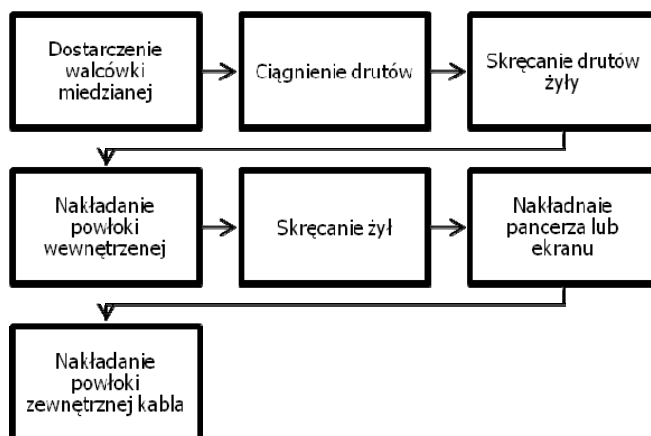 Dostarczenie
walcówki
miedzianej
Ciągnienie drutów
Skręcanie drutów
żyły
Nakładanie
powłoki
wewnętrzenej
Skręcanie żył
Nakładnaie
pancerza lub
ekranu
Nakładanie
powłoki
zewnętrznej kabla